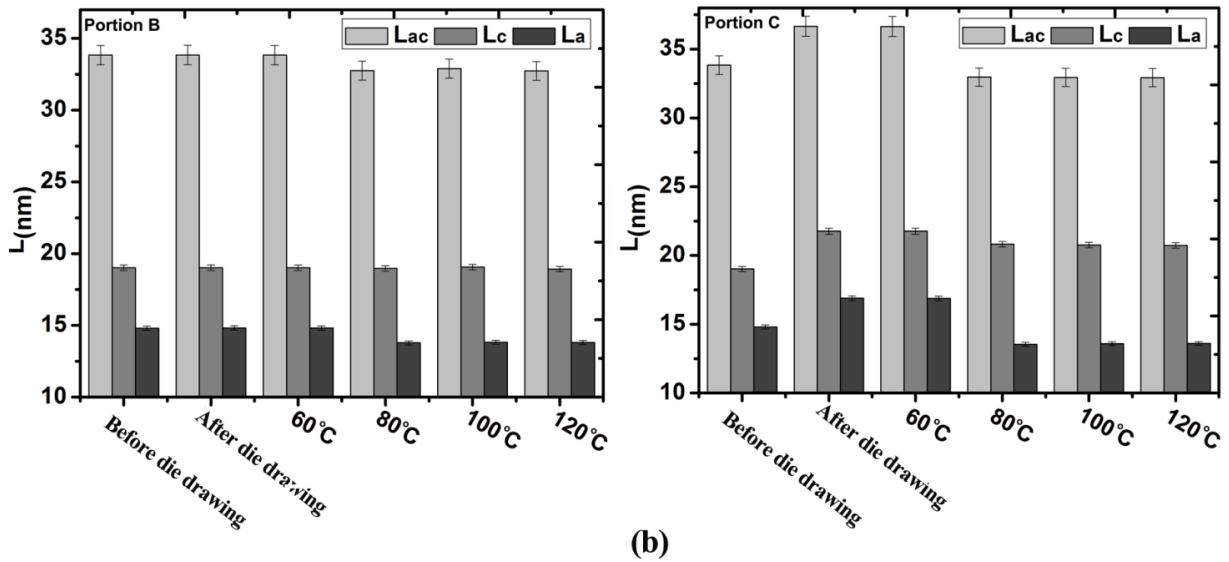 Portion B
Lac Lc La
35
30
25
20
15
10
L(nm)
Before die drawing
After die drawing
60°C
80°C
100°C
120°C
Portion C
Lac Lc La
35
30
25
20
15
10
L(nm)
Before die drawing
After die drawing
60°C
80°C
100°C
120°C
(b)